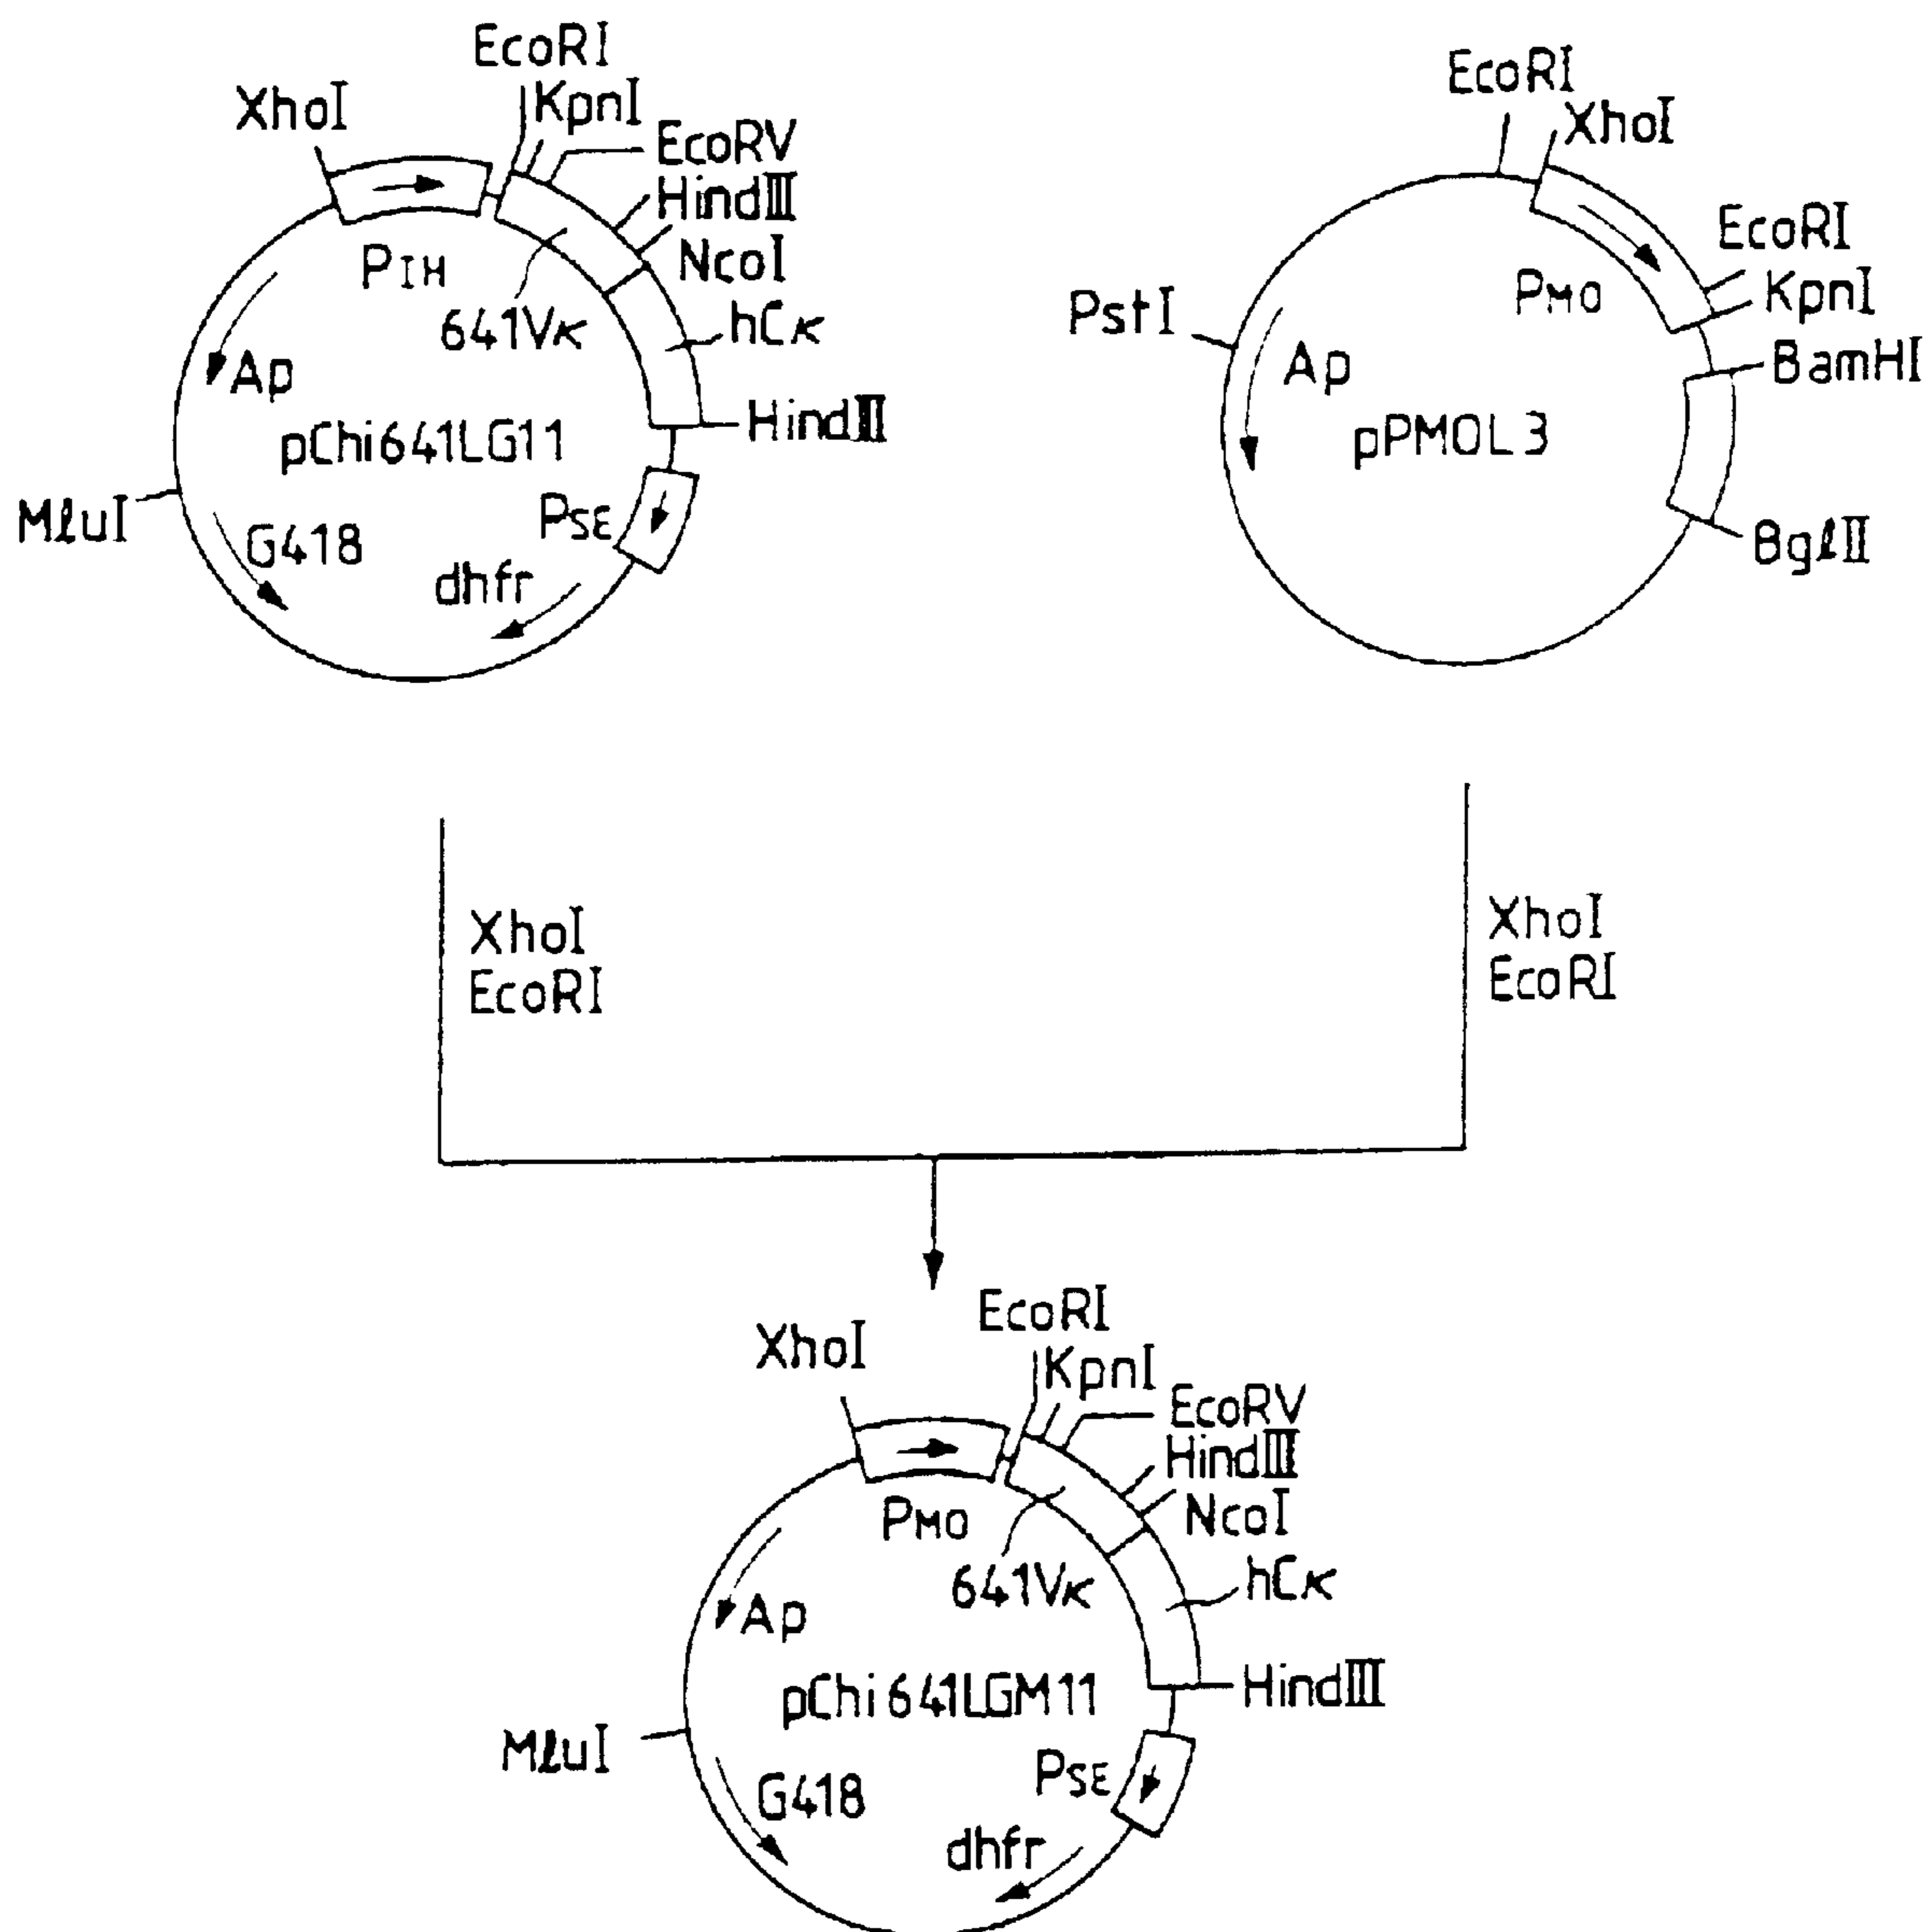 EcoRI
XhoI
KpnI
EcoRV
HindIII
NcoI
PIH
641Vκ
hCκ
Ap
pChi641LG11
HindIII
MluI
G418
PSE
dhfr
EcoRI
XhoI
EcoRI
KpnI
PMO
PstI
Ap
BamHI
pPMOL3
BglII
XhoI
EcoRI
XhoI
EcoRI
EcoRI
XhoI
KpnI
EcoRV
HindIII
NcoI
PMO
641Vκ
hCκ
Ap
pChi641LGM11
HindIII
MluI
G418
PSE
dhfr